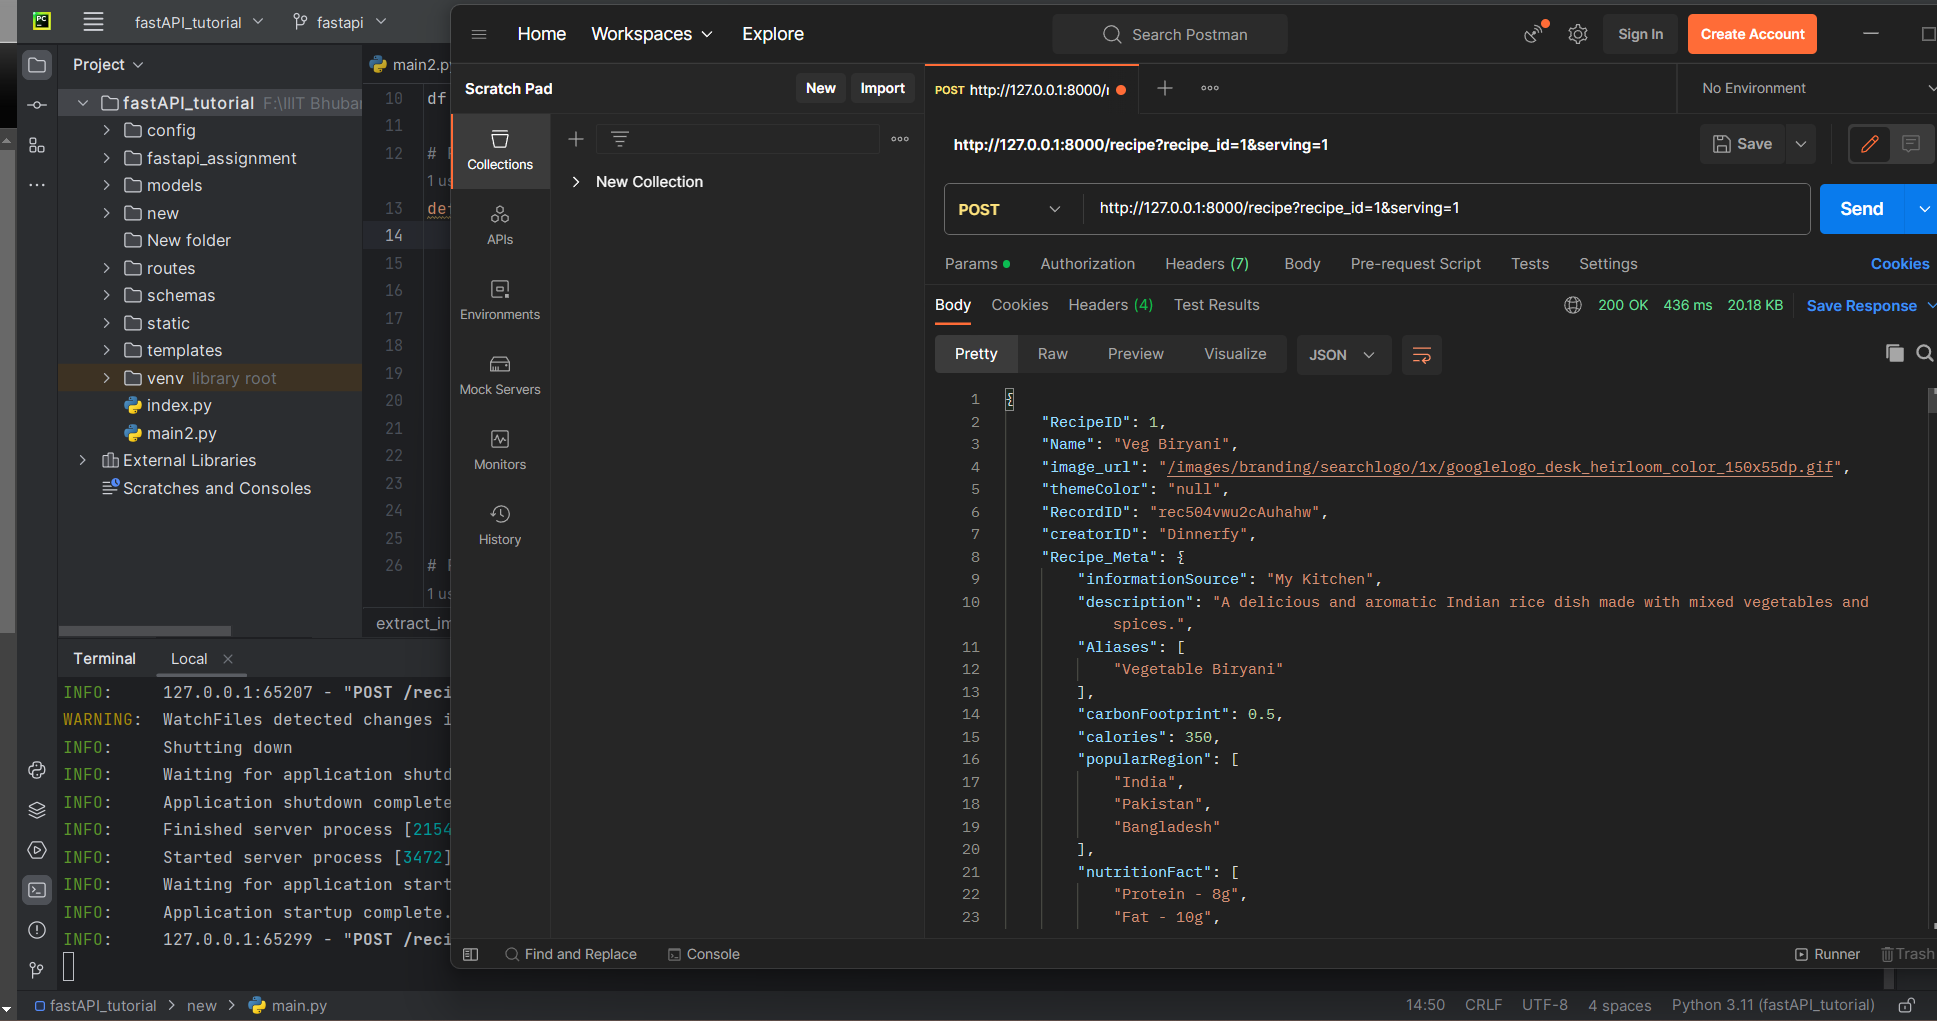 PC
fastAPI_tutorial
fastapi
Project
fastAPI_tutorial F:\IIIT Bhubar
config
fastapi_assignment
models
new
New folder
routes
schemas
static
templates
venv library root
index.py
main2.py
External Libraries
Scratches and Consoles
main2.py
10 df
11
12 #
1 us
13 def
14
15
16
17
18
19
20
21
22
23
24
25
26 #
1 us
extract_im
Terminal
Local
INFO: 127.0.0.1:65207 - "POST /reci
WARNING: WatchFiles detected changes i
INFO: Shutting down
INFO: Waiting for application shutd
INFO: Application shutdown complete
INFO: Finished server process [2154
INFO: Started server process [3472]
INFO: Waiting for application start
INFO: Application startup complete.
INFO: 127.0.0.1:65299 - "POST /reci
fastAPI_tutorial > new > main.py
14:50 CRLF UTF-8 4 spaces Python 3.11 (fastAPI_tutorial)
Home
Workspaces
Explore
Search Postman
Sign In
Create Account
Scratch Pad
New
Import
Collections
APIs
Environments
Mock Servers
Monitors
History
New Collection
POST http://127.0.0.1:8000/r
No Environment
http://127.0.0.1:8000/recipe?recipe_id=1&serving=1
Save
POST
http://127.0.0.1:8000/recipe?recipe_id=1&serving=1
Send
Params
Authorization
Headers (7)
Body
Pre-request Script
Tests
Settings
Cookies
Body
Cookies
Headers (4)
Test Results
200 OK 436 ms 20.18 KB
Save Response
Pretty
Raw
Preview
Visualize
JSON
1 {
2 "RecipeID": 1,
3 "Name": "Veg Biryani",
4 "image_url": "/images/branding/searchlogo/1x/googlelogo_desk_heirloom_color_150x55dp.gif",
5 "themeColor": "null",
6 "RecordID": "rec504vwu2cAuhahw",
7 "creatorID": "Dinnerfy",
8 "Recipe_Meta": {
9 "informationSource": "My Kitchen",
10 "description": "A delicious and aromatic Indian rice dish made with mixed vegetables and
spices.",
11 "Aliases": [
12 "Vegetable Biryani"
13 ],
14 "carbonFootprint": 0.5,
15 "calories": 350,
16 "popularRegion": [
17 "India",
18 "Pakistan",
19 "Bangladesh"
20 ],
21 "nutritionFact": [
22 "Protein - 8g",
23 "Fat - 10g",
Find and Replace
Console
Runner
Trash